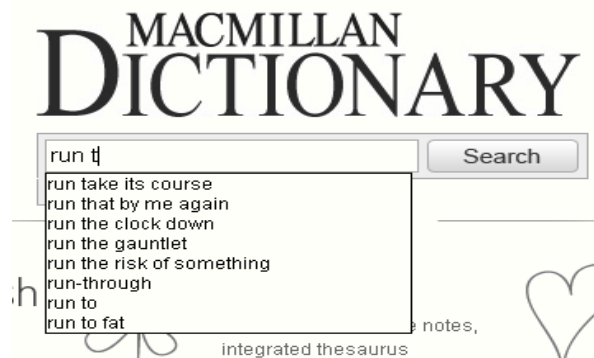 MACMILLAN
DICTIONARY
run t
Search
run take its course
run that by me again
run the clock down
run the gauntlet
run the risk of something
run-through
run to
run to fat
notes,
integrated thesaurus